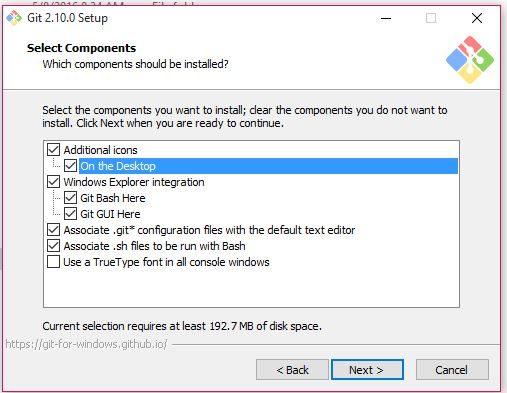 Git 2.10.0 Setup
Select Components
Which components should be installed?
Select the components you want to install; clear the components you do not want to
install. Click Next when you are ready to continue.
Additional icons
On the Desktop
Windows Explorer integration
Git Bash Here
Git GUI Here
Associate .git* configuration files with the default text editor
Associate .sh files to be run with Bash
Use a TrueType font in all console windows
Current selection requires at least 192.7 MB of disk space.
https://git-for-windows.github.io/
< Back
Next >
Cancel